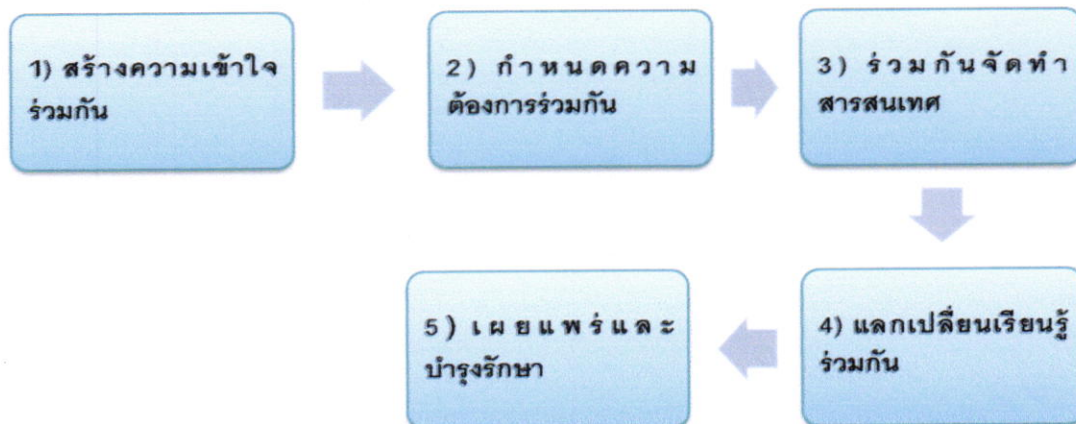 1) สร้างความเข้าใจ
ร่วมกัน
2) กำหนดความ
ต้องการร่วมกัน
3) ร่วมกันจัดทำ
สารสนเทศ
4) แลกเปลี่ยนเรียนรู้
ร่วมกัน
5) เผยแพร่และ
บำรุงรักษา